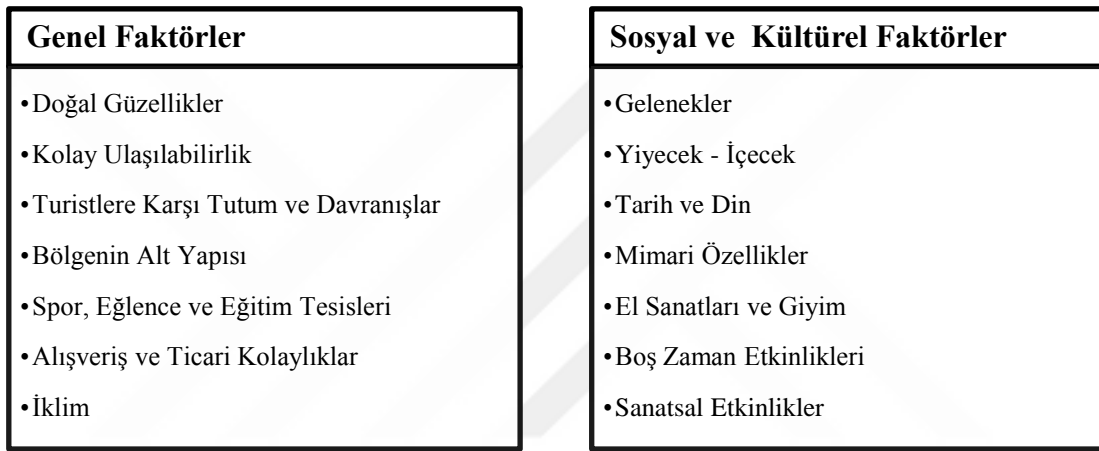 Genel Faktörler
•Doğal Güzellikler
•Kolay Ulaşılabilirlik
•Turistlere Karşı Tutum ve Davranışlar
•Bölgenin Alt Yapısı
•Spor, Eğlence ve Eğitim Tesisleri
•Alışveriş ve Ticari Kolaylıklar
•İklim
Sosyal ve Kültürel Faktörler
•Gelenekler
•Yiyecek - İçecek
•Tarih ve Din
•Mimari Özellikler
•El Sanatları ve Giyim
•Boş Zaman Etkinlikleri
•Sanatsal Etkinlikler